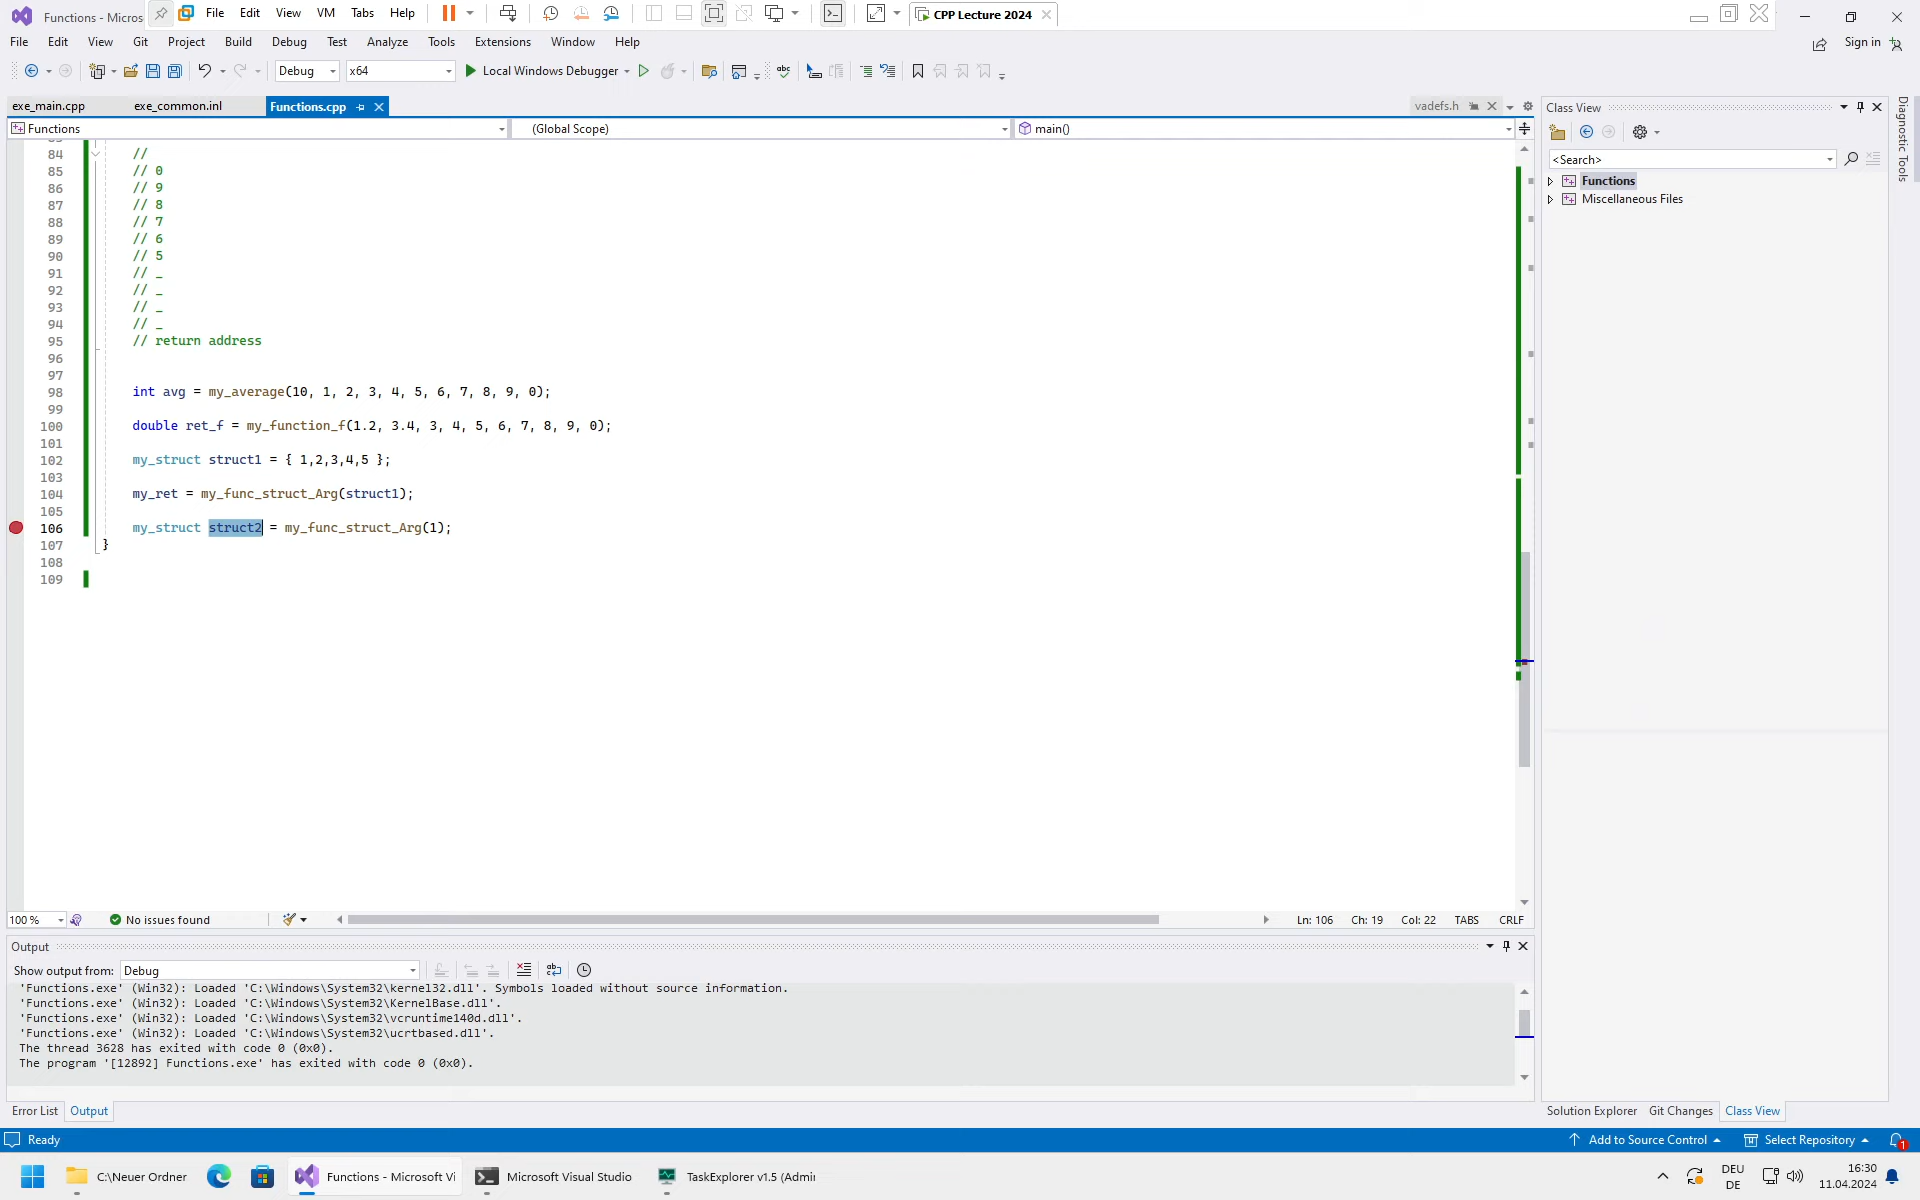 Functions - Micros
File Edit View VM Tabs Help
CPP Lecture 2024
File Edit View Git Project Build Debug Test Analyze Tools Extensions Window Help
Sign in
Debug x64 Local Windows Debugger
exe_main.cpp exe_common.inl Functions.cpp vadefs.h
Functions (Global Scope) main()
84 //
85 // 0
86 // 9
87 // 8
88 // 7
89 // 6
90 // 5
91 // _
92 // _
93 // _
94 // _
95 // return address
96
97
98 int avg = my_average(10, 1, 2, 3, 4, 5, 6, 7, 8, 9, 0);
99
100 double ret_f = my_function_f(1.2, 3.4, 3, 4, 5, 6, 7, 8, 9, 0);
101
102 my_struct struct1 = { 1,2,3,4,5 };
103
104 my_ret = my_func_struct_Arg(struct1);
105
106 my_struct struct2 = my_func_struct_Arg(1);
107 }
108
109
100 % No issues found Ln: 106 Ch: 19 Col: 22 TABS CRLF
Output
Show output from: Debug
'Functions.exe' (Win32): Loaded 'C:\Windows\System32\kernel32.dll'. Symbols loaded without source information.
'Functions.exe' (Win32): Loaded 'C:\Windows\System32\KernelBase.dll'.
'Functions.exe' (Win32): Loaded 'C:\Windows\System32\vcruntime140d.dll'.
'Functions.exe' (Win32): Loaded 'C:\Windows\System32\ucrtbased.dll'.
The thread 3628 has exited with code 0 (0x0).
The program '[12892] Functions.exe' has exited with code 0 (0x0).
Error List Output
Class View
<Search>
Functions
Miscellaneous Files
Diagnostic Tools
Solution Explorer Git Changes Class View
Ready Add to Source Control Select Repository 1
C:\Neuer Ordner Functions - Microsoft Vi Microsoft Visual Studio TaskExplorer v1.5 (Admin
DEU
DE
16:30
11.04.2024